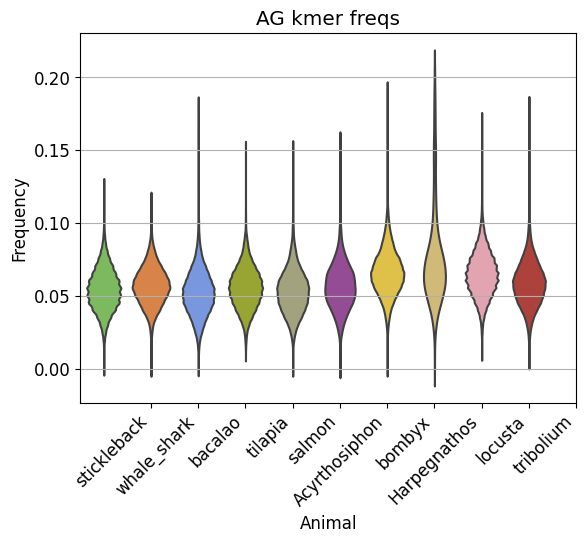 AG kmer freqs
Frequency
0.20
0.15
0.10
0.05
0.00
stickleback
whale_shark
bacalao
tilapia
salmon
Acyrthosiphon
bombyx
Harpegnathos
locusta
tribolium
Animal